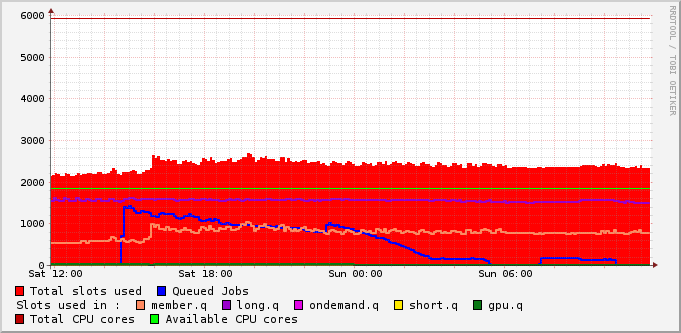 RRDTOOL / TOBI OETIKER
6000
5000
4000
3000
2000
1000
0
Sat 12:00 Sat 18:00 Sun 00:00 Sun 06:00
Total slots used Queued Jobs
Slots used in : member.q long.q ondemand.q short.q gpu.q
Total CPU cores Available CPU cores